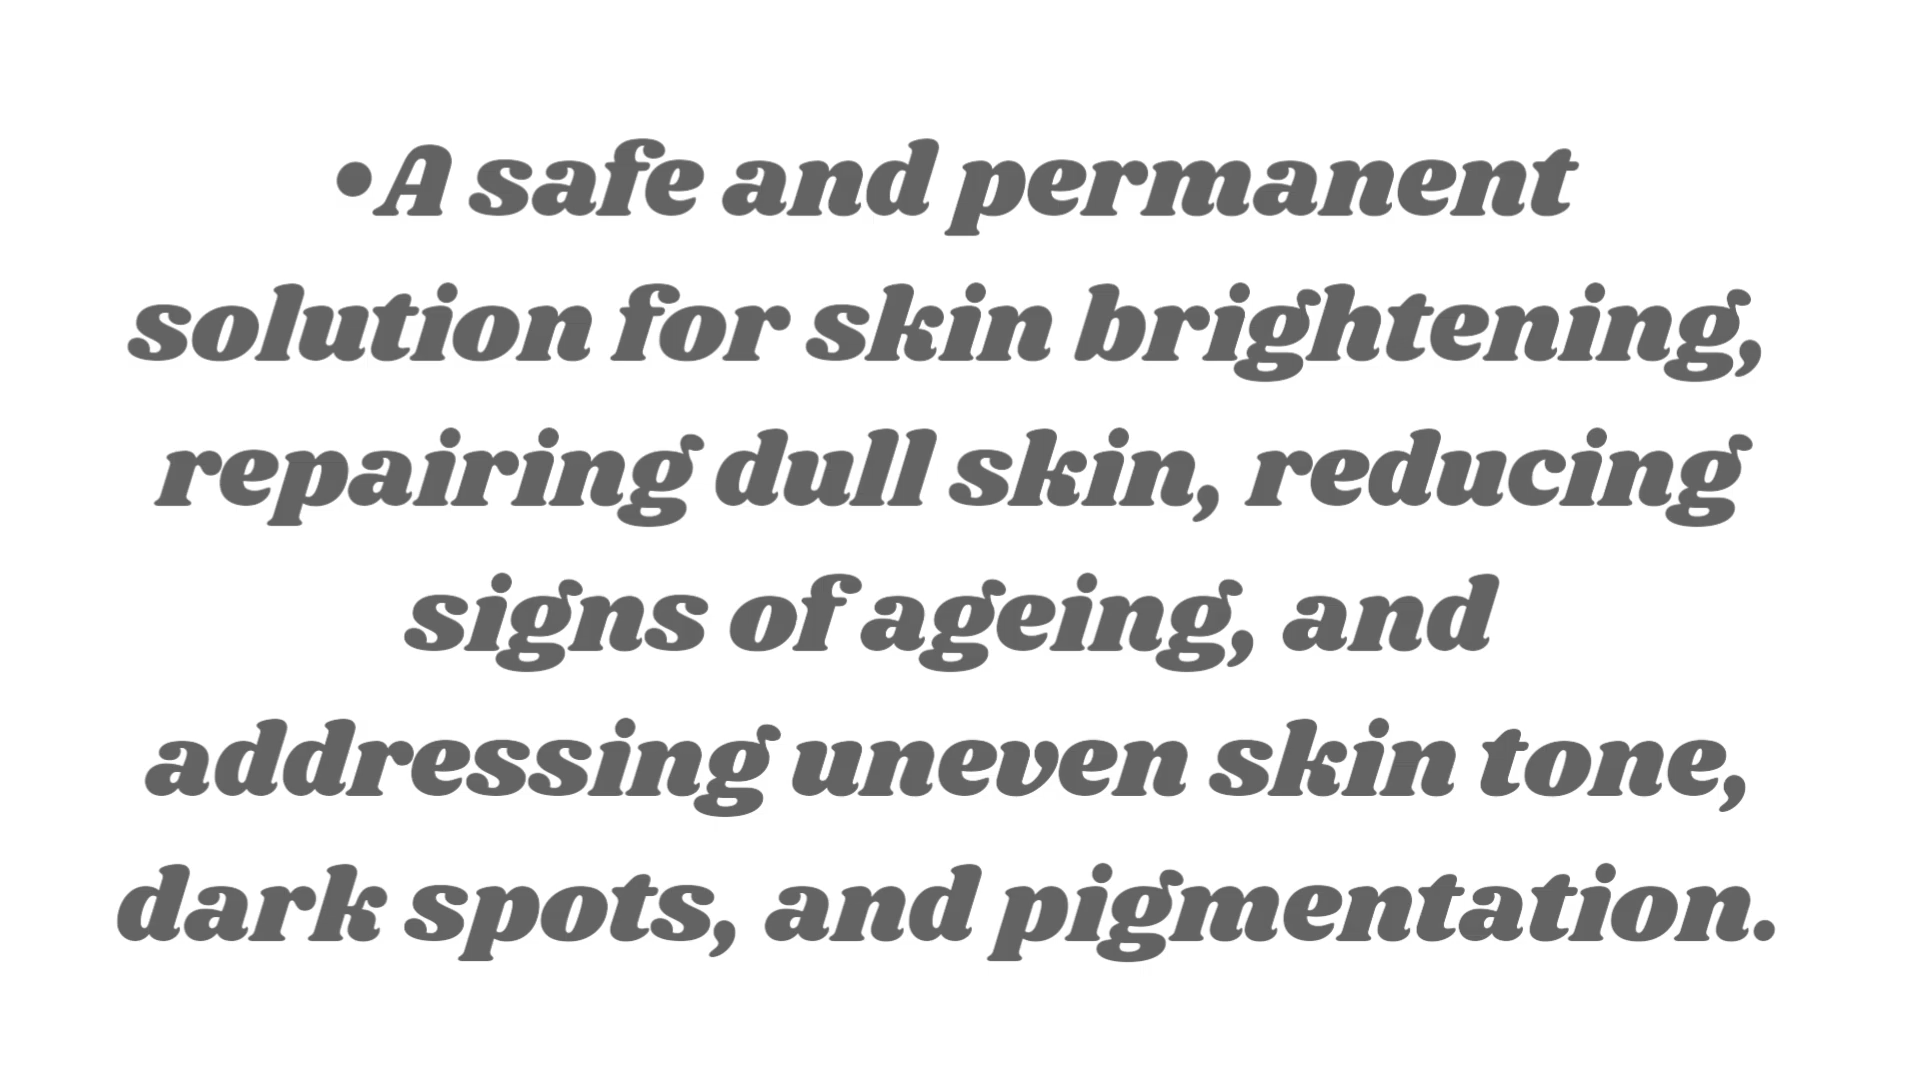 •A safe and permanent
solution for skin brightening,
repairing dull skin, reducing
signs of ageing, and
addressing uneven skin tone,
dark spots, and pigmentation.